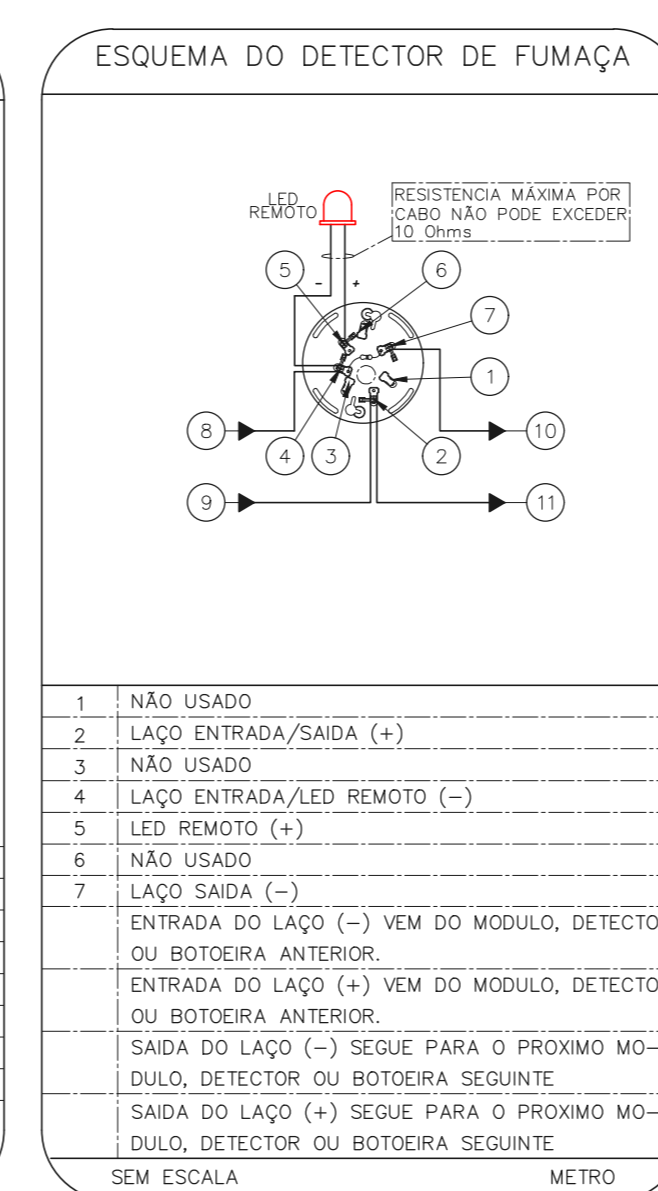 ESQUEMA DO DETECTOR DE FUMAÇA
LED
REMOTO
RESISTENCIA MÁXIMA POR
CABO NÃO PODE EXCEDER
10 Ohms
5
- +
6
7
1
8
10
4
3
2
9
11
1 NÃO USADO
2 LAÇO ENTRADA/SAIDA (+)
3 NÃO USADO
4 LAÇO ENTRADA/LED REMOTO (-)
5 LED REMOTO (+)
6 NÃO USADO
7 LAÇO SAIDA (-)
ENTRADA DO LAÇO (-) VEM DO MODULO, DETECTO
OU BOTOEIRA ANTERIOR.
ENTRADA DO LAÇO (+) VEM DO MODULO, DETECTO
OU BOTOEIRA ANTERIOR.
SAIDA DO LAÇO (-) SEGUE PARA O PROXIMO MO-
DULO, DETECTOR OU BOTOEIRA SEGUINTE
SAIDA DO LAÇO (+) SEGUE PARA O PROXIMO MO-
DULO, DETECTOR OU BOTOEIRA SEGUINTE
SEM ESCALA METRO